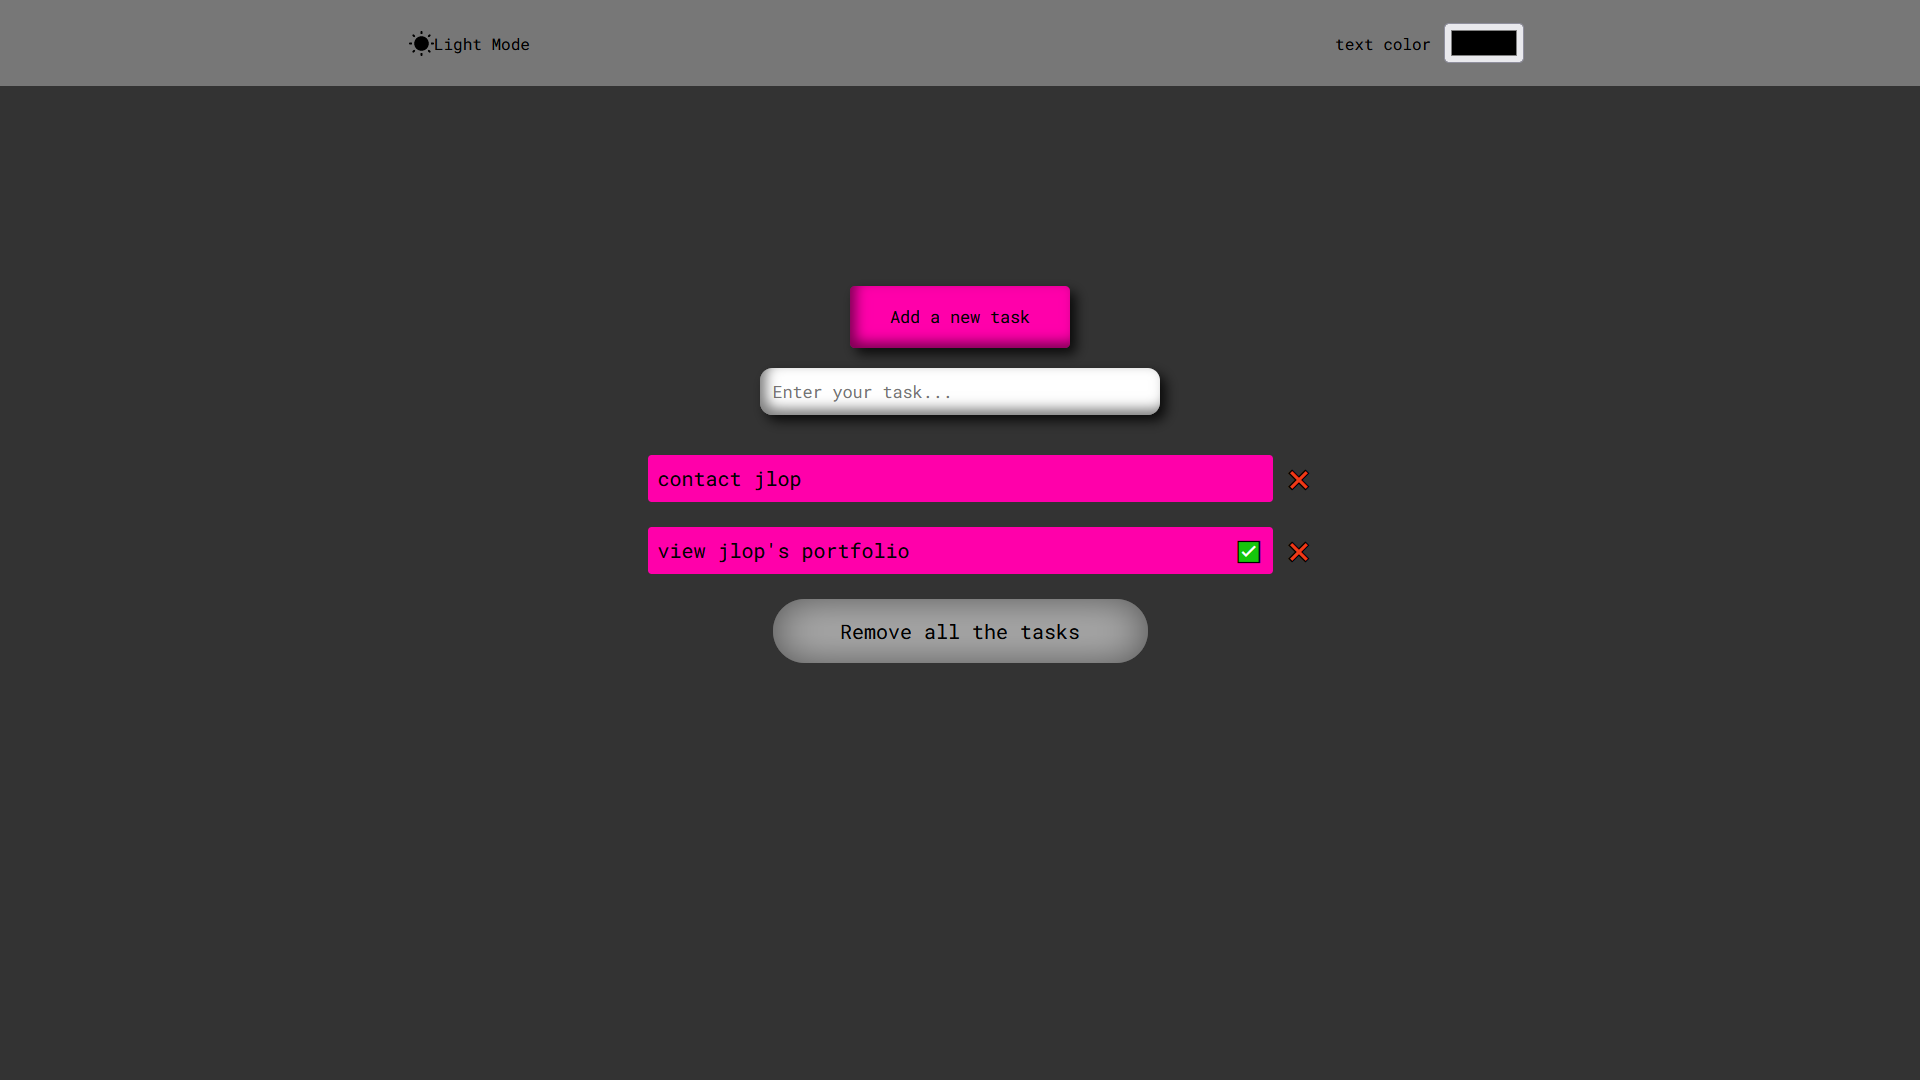 Light Mode
text color
Add a new task
Enter your task...
contact jlop
view jlop's portfolio
Remove all the tasks